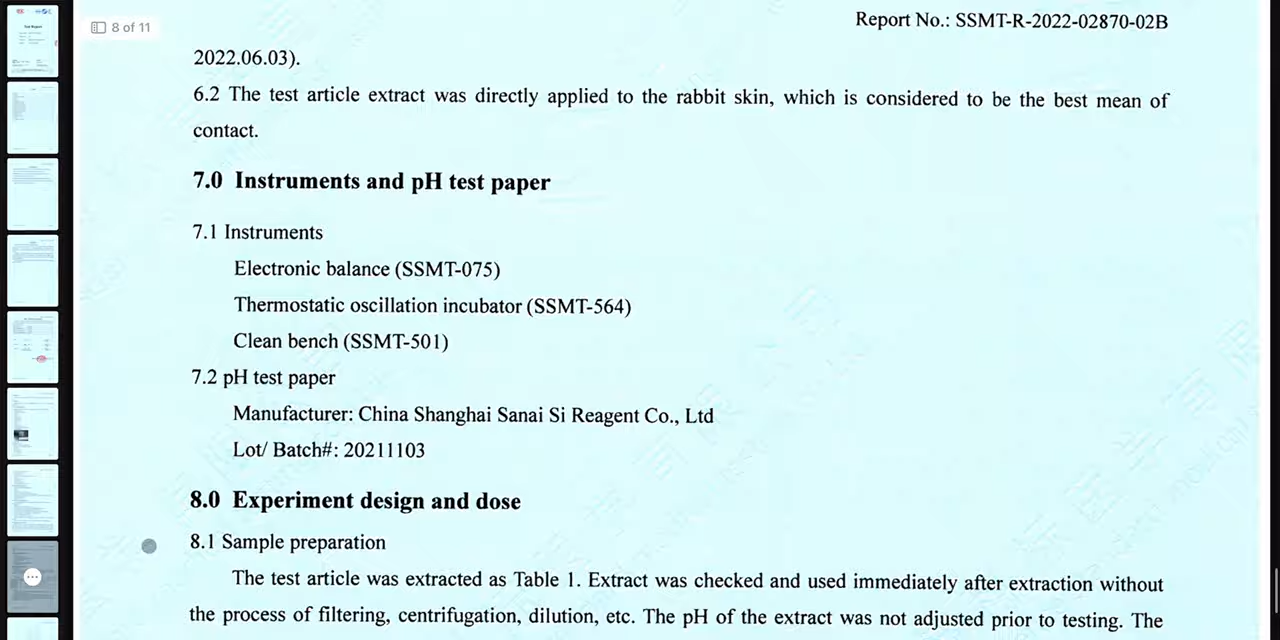 8 of 11
Report No.: SSMT-R-2022-02870-02B
2022.06.03).
6.2 The test article extract was directly applied to the rabbit skin, which is considered to be the best mean of
contact.
7.0 Instruments and pH test paper
7.1 Instruments
Electronic balance (SSMT-075)
Thermostatic oscillation incubator (SSMT-564)
Clean bench (SSMT-501)
7.2 pH test paper
Manufacturer: China Shanghai Sanai Si Reagent Co., Ltd
Lot/ Batch#: 20211103
8.0 Experiment design and dose
8.1 Sample preparation
The test article was extracted as Table 1. Extract was checked and used immediately after extraction without
the process of filtering, centrifugation, dilution, etc. The pH of the extract was not adjusted prior to testing. The